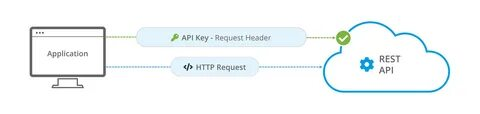 Application
API Key - Request Header
HTTP Request
REST
API